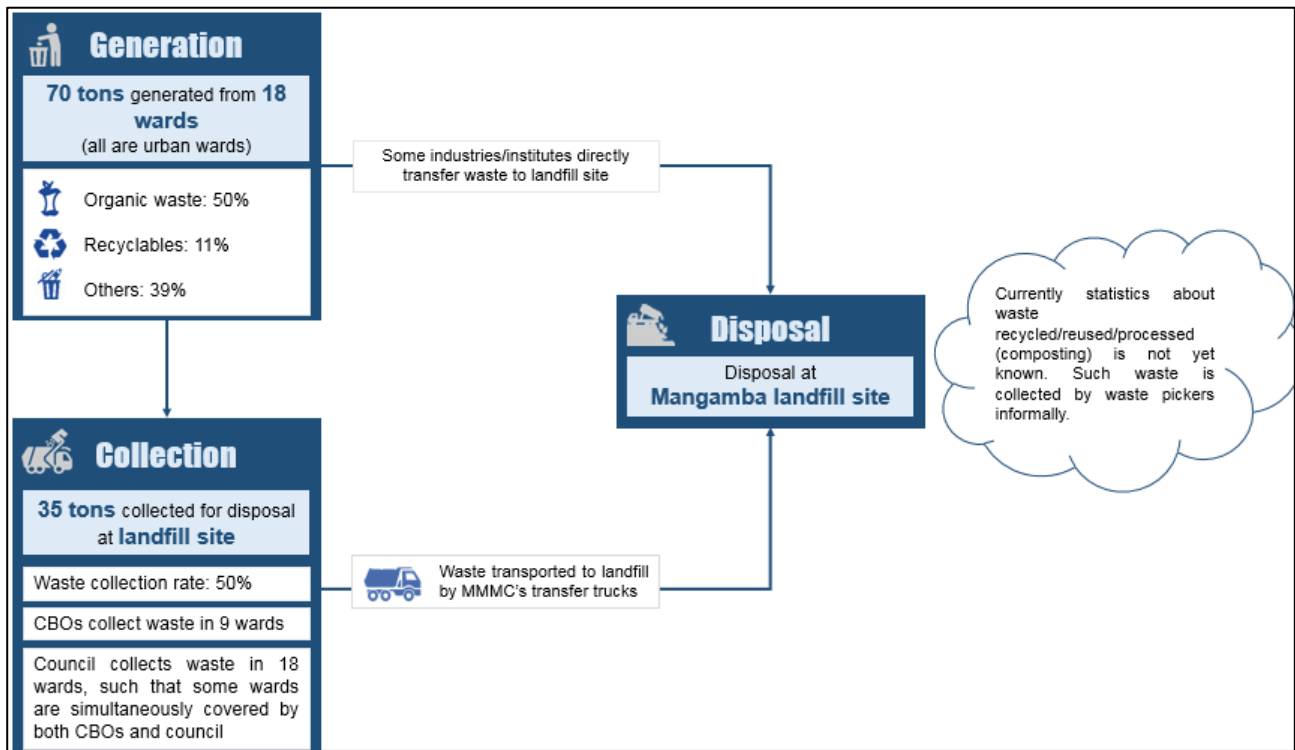 Generation
70 tons generated from 18
wards
(all are urban wards)
Organic waste: 50%
Recyclables: 11%
Others: 39%
Some industries/institutes directly
transfer waste to landfill site
Disposal
Disposal at
Mangamba landfill site
Currently statistics about
waste
recycled/reused/processed
(composting) is not yet
known. Such waste is
collected by waste pickers
informally.
Collection
35 tons collected for disposal
at landfill site
Waste collection rate: 50%
CBOs collect waste in 9 wards
Council collects waste in 18
wards, such that some wards
are simultaneously covered by
both CBOs and council
Waste transported to landfill
by MMMC's transfer trucks